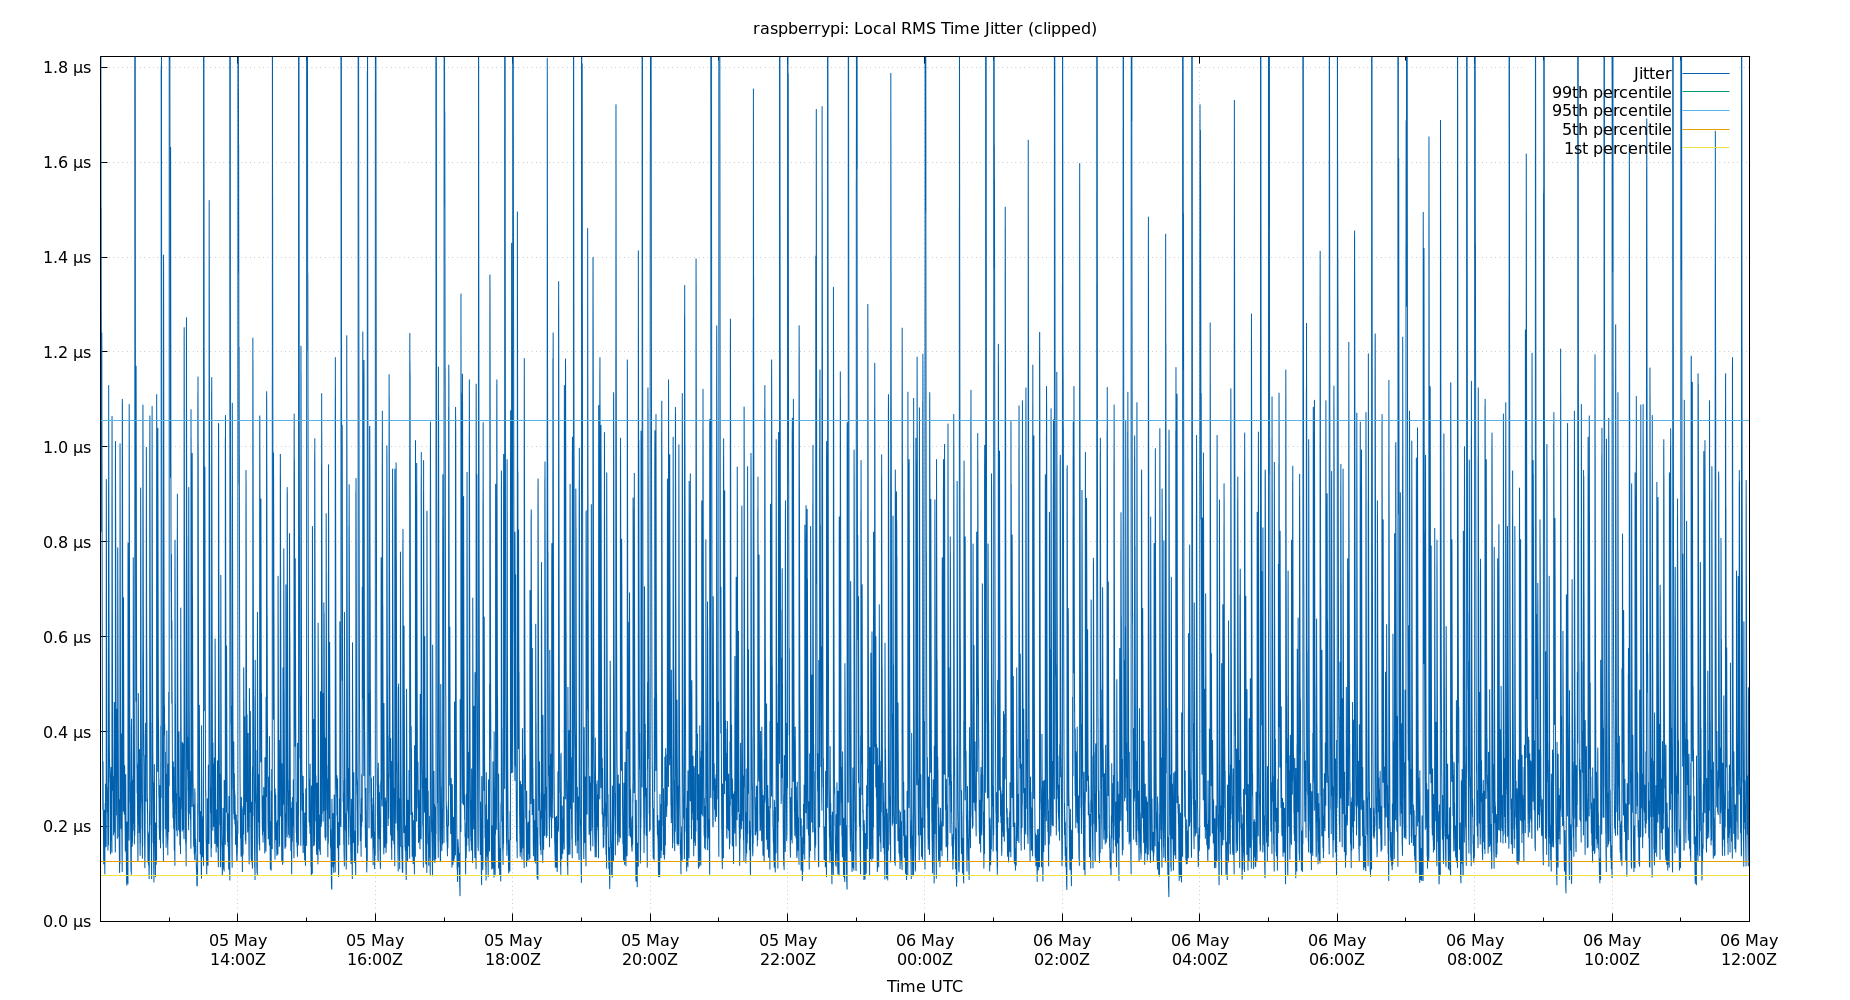 raspberrypi: Local RMS Time Jitter (clipped)
1.8 µs
1.6 µs
1.4 µs
1.2 µs
1.0 µs
0.8 µs
0.6 µs
0.4 µs
0.2 µs
0.0 µs
Jitter
99th percentile
95th percentile
5th percentile
1st percentile
05 May 05 May 05 May 05 May 05 May 06 May 06 May 06 May 06 May 06 May 06 May 06 May
14:00Z 16:00Z 18:00Z 20:00Z 22:00Z 00:00Z 02:00Z 04:00Z 06:00Z 08:00Z 10:00Z 12:00Z
Time UTC